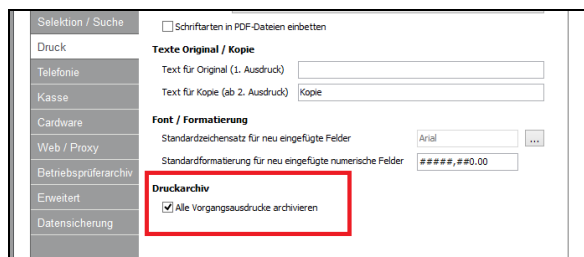 Selektion / Suche
Druck
Telefonie
Kasse
Cardware
Web / Proxy
Betriebsprüferarchiv
Erweitert
Datensicherung
Schriftarten in PDF-Dateien einbetten
Texte Original / Kopie
Text für Original (1. Ausdruck)
Text für Kopie (ab 2. Ausdruck) Kopie
Font / Formatierung
Standardzeichensatz für neu eingefügte Felder Arial ...
Standardformatierung für neu eingefügte numerische Felder #####,##0.00
Druckarchiv
Alle Vorgangsausdrucke archivieren